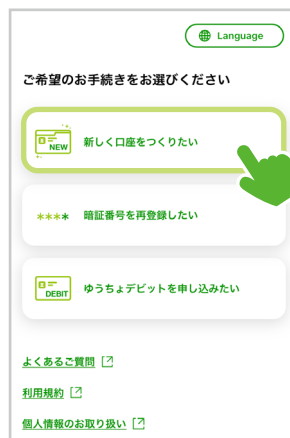 Language
ご希望のお手続きをお選びください
NEW
新しく口座をつくりたい
****
暗証番号を再登録したい
DEBIT
ゆうちょデビットを申し込みたい
よくあるご質問
利用規約
個人情報のお取り扱い